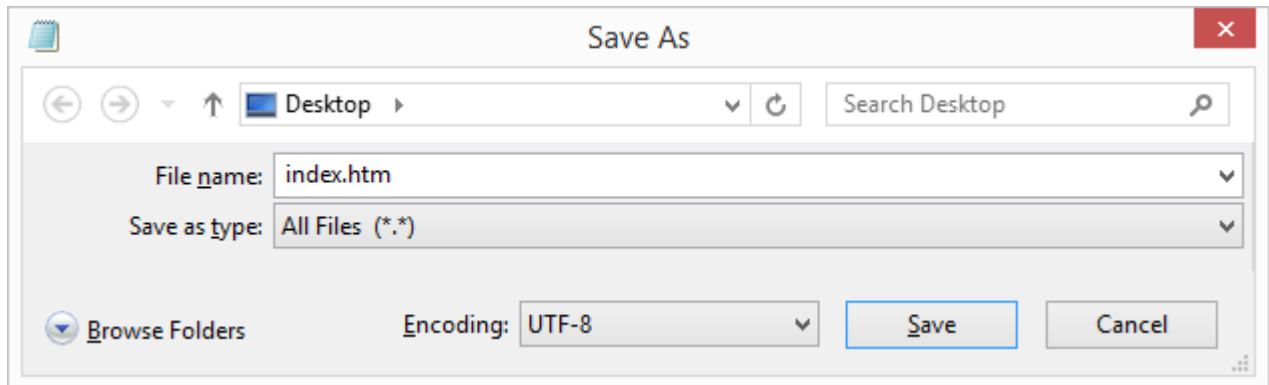 Save As
Desktop
Search Desktop
File name: index.htm
Save as type: All Files (*.*)
Browse Folders Encoding: UTF-8 Save Cancel